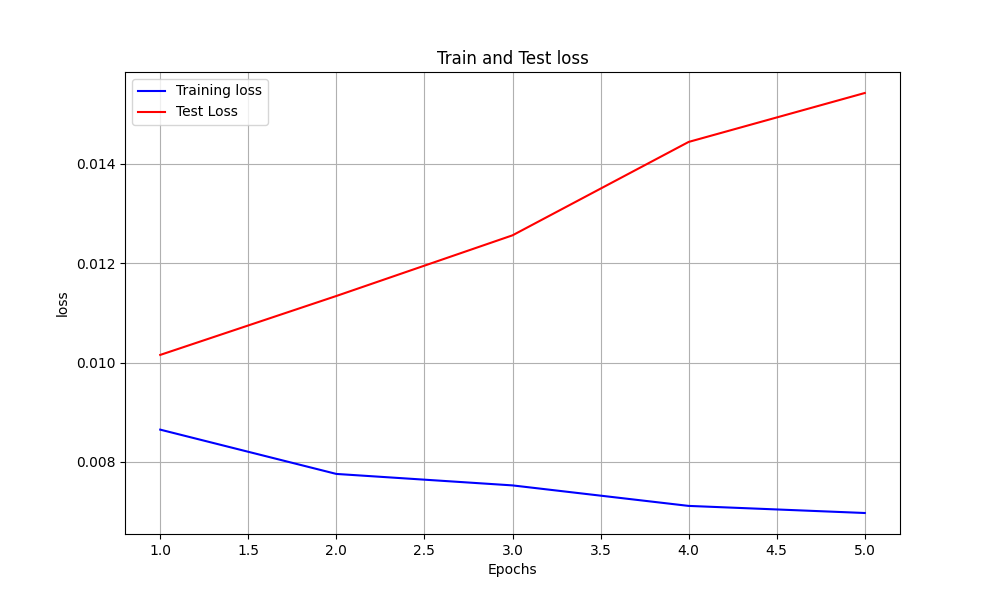 Train and Test loss
Training loss
Test Loss
0.014
0.012
0.010
0.008
loss
1.0 1.5 2.0 2.5 3.0 3.5 4.0 4.5 5.0
Epochs